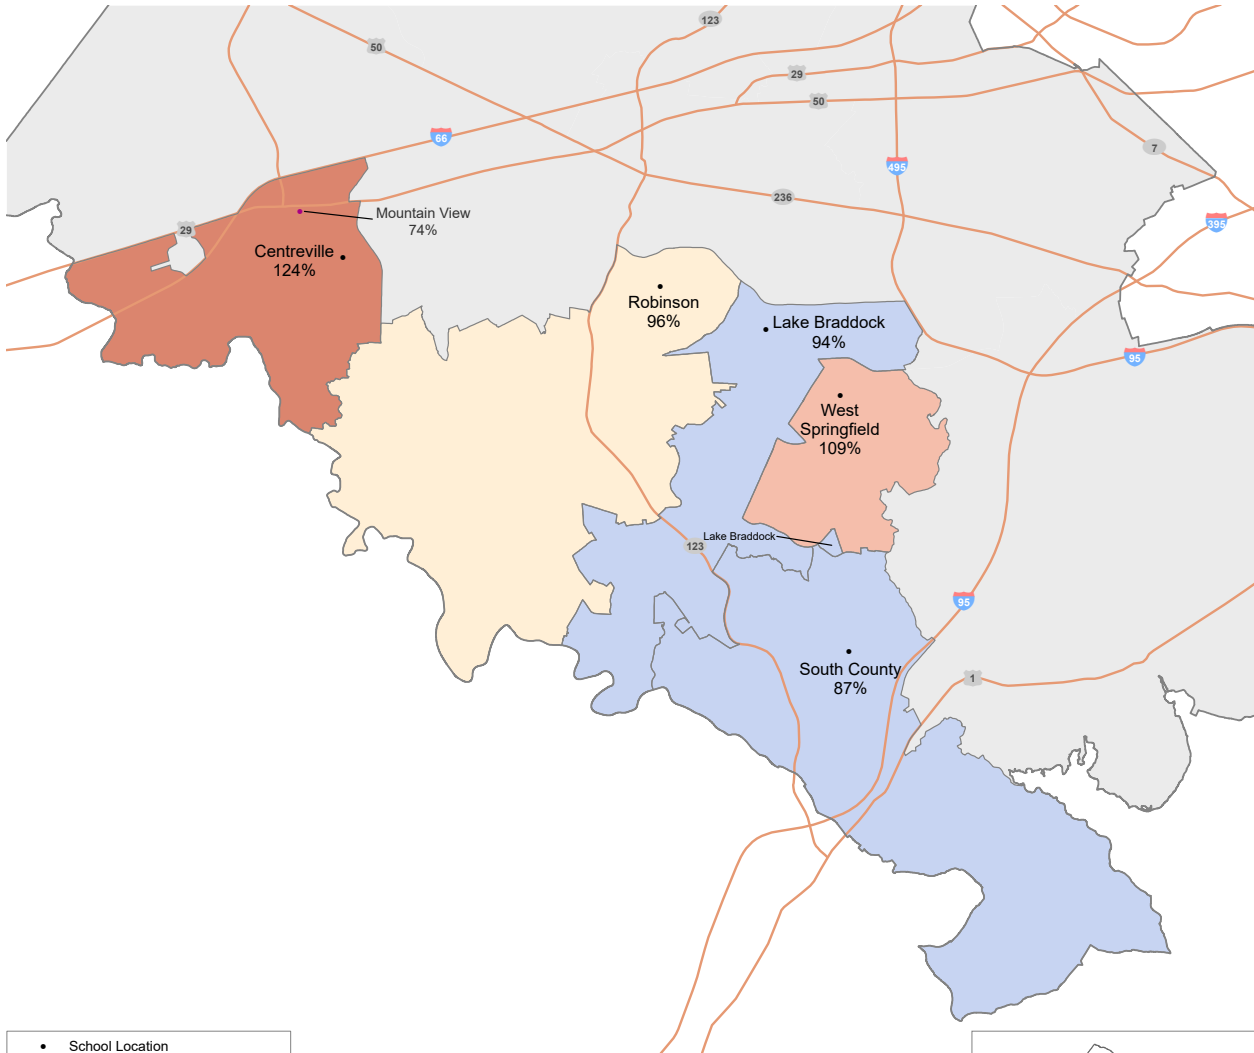 123
50
29
50
66
7
495
236
Mountain View
74%
395
29
Centreville
124%
Robinson
96%
Lake Braddock
94%
95
West
Springfield
109%
Lake Braddock
123
95
South County
87%
1
School Location